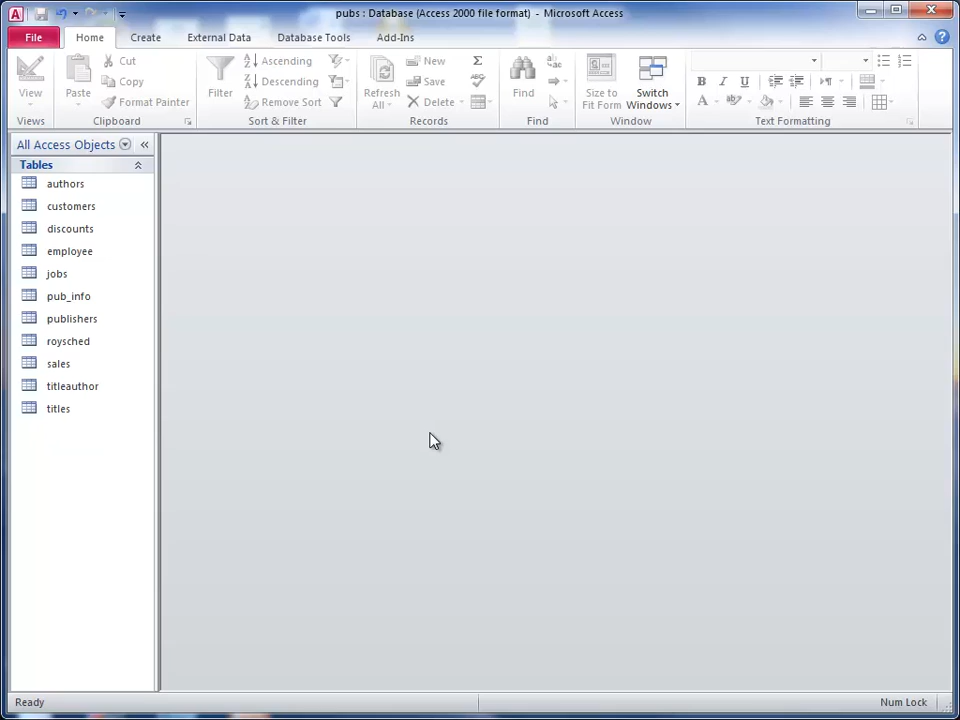 pubs : Database (Access 2000 file format) - Microsoft Access
File Home Create External Data Database Tools Add-Ins
View
Views
Paste
Cut
Copy
Format Painter
Clipboard
Filter
Ascending
Descending
Remove Sort
Sort & Filter
Refresh
All
New
Save
Delete
Records
Find
Find
Size to
Fit Form
Switch
Windows
Window
B I U
A
Text Formatting
All Access Objects
Tables
authors
customers
discounts
employee
jobs
pub_info
publishers
roysched
sales
titleauthor
titles
Ready
Num Lock